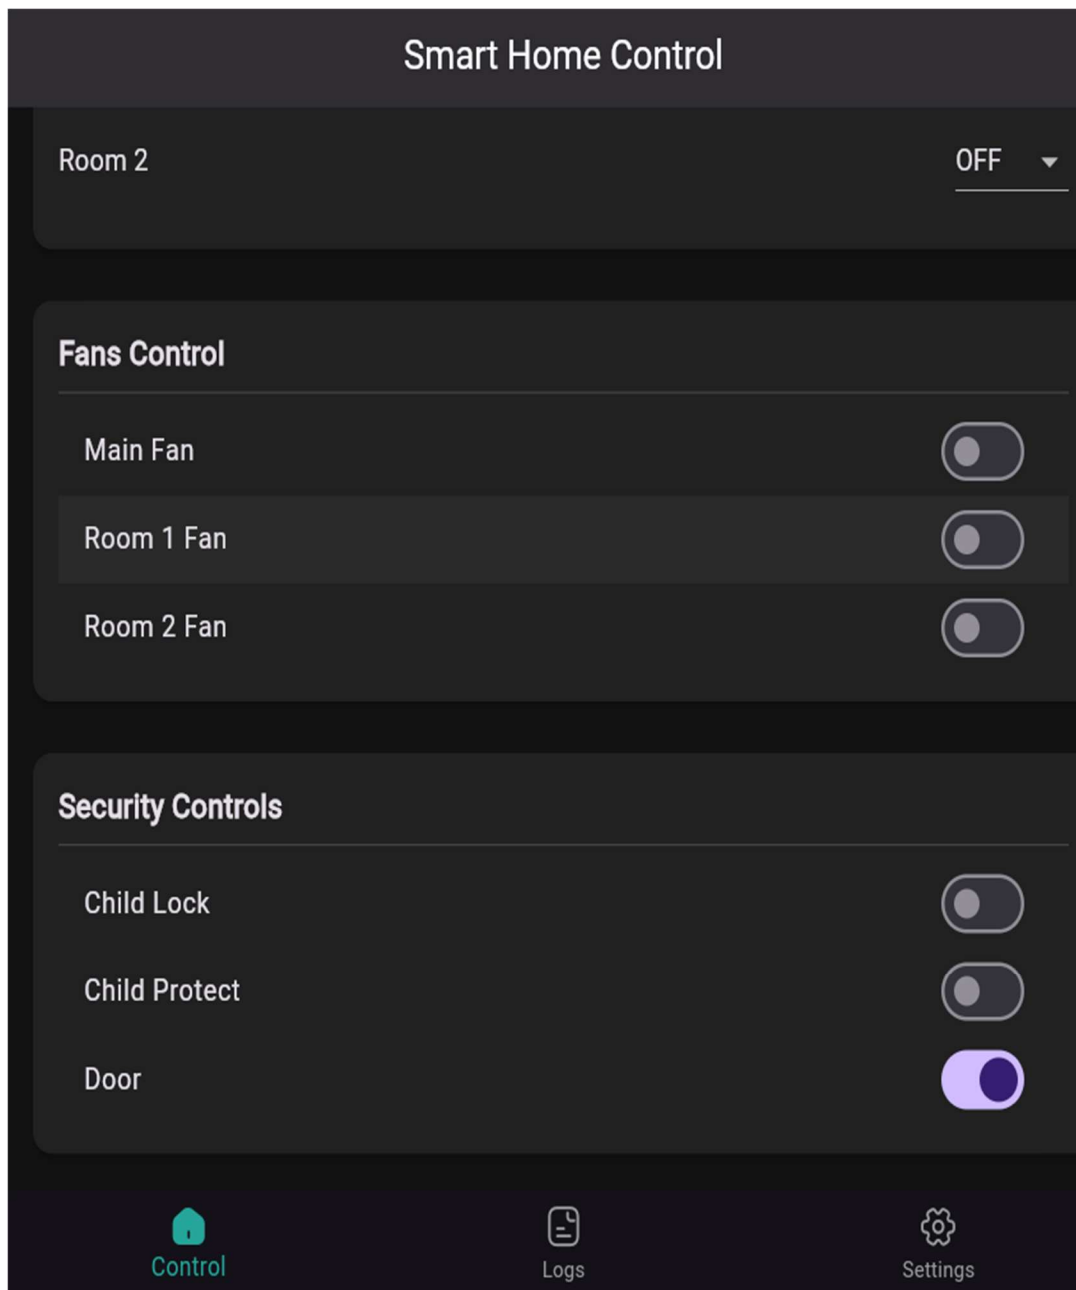 Smart Home Control
Room 2 OFF
Fans Control
Main Fan
Room 1 Fan
Room 2 Fan
Security Controls
Child Lock
Child Protect
Door
Control Logs Settings